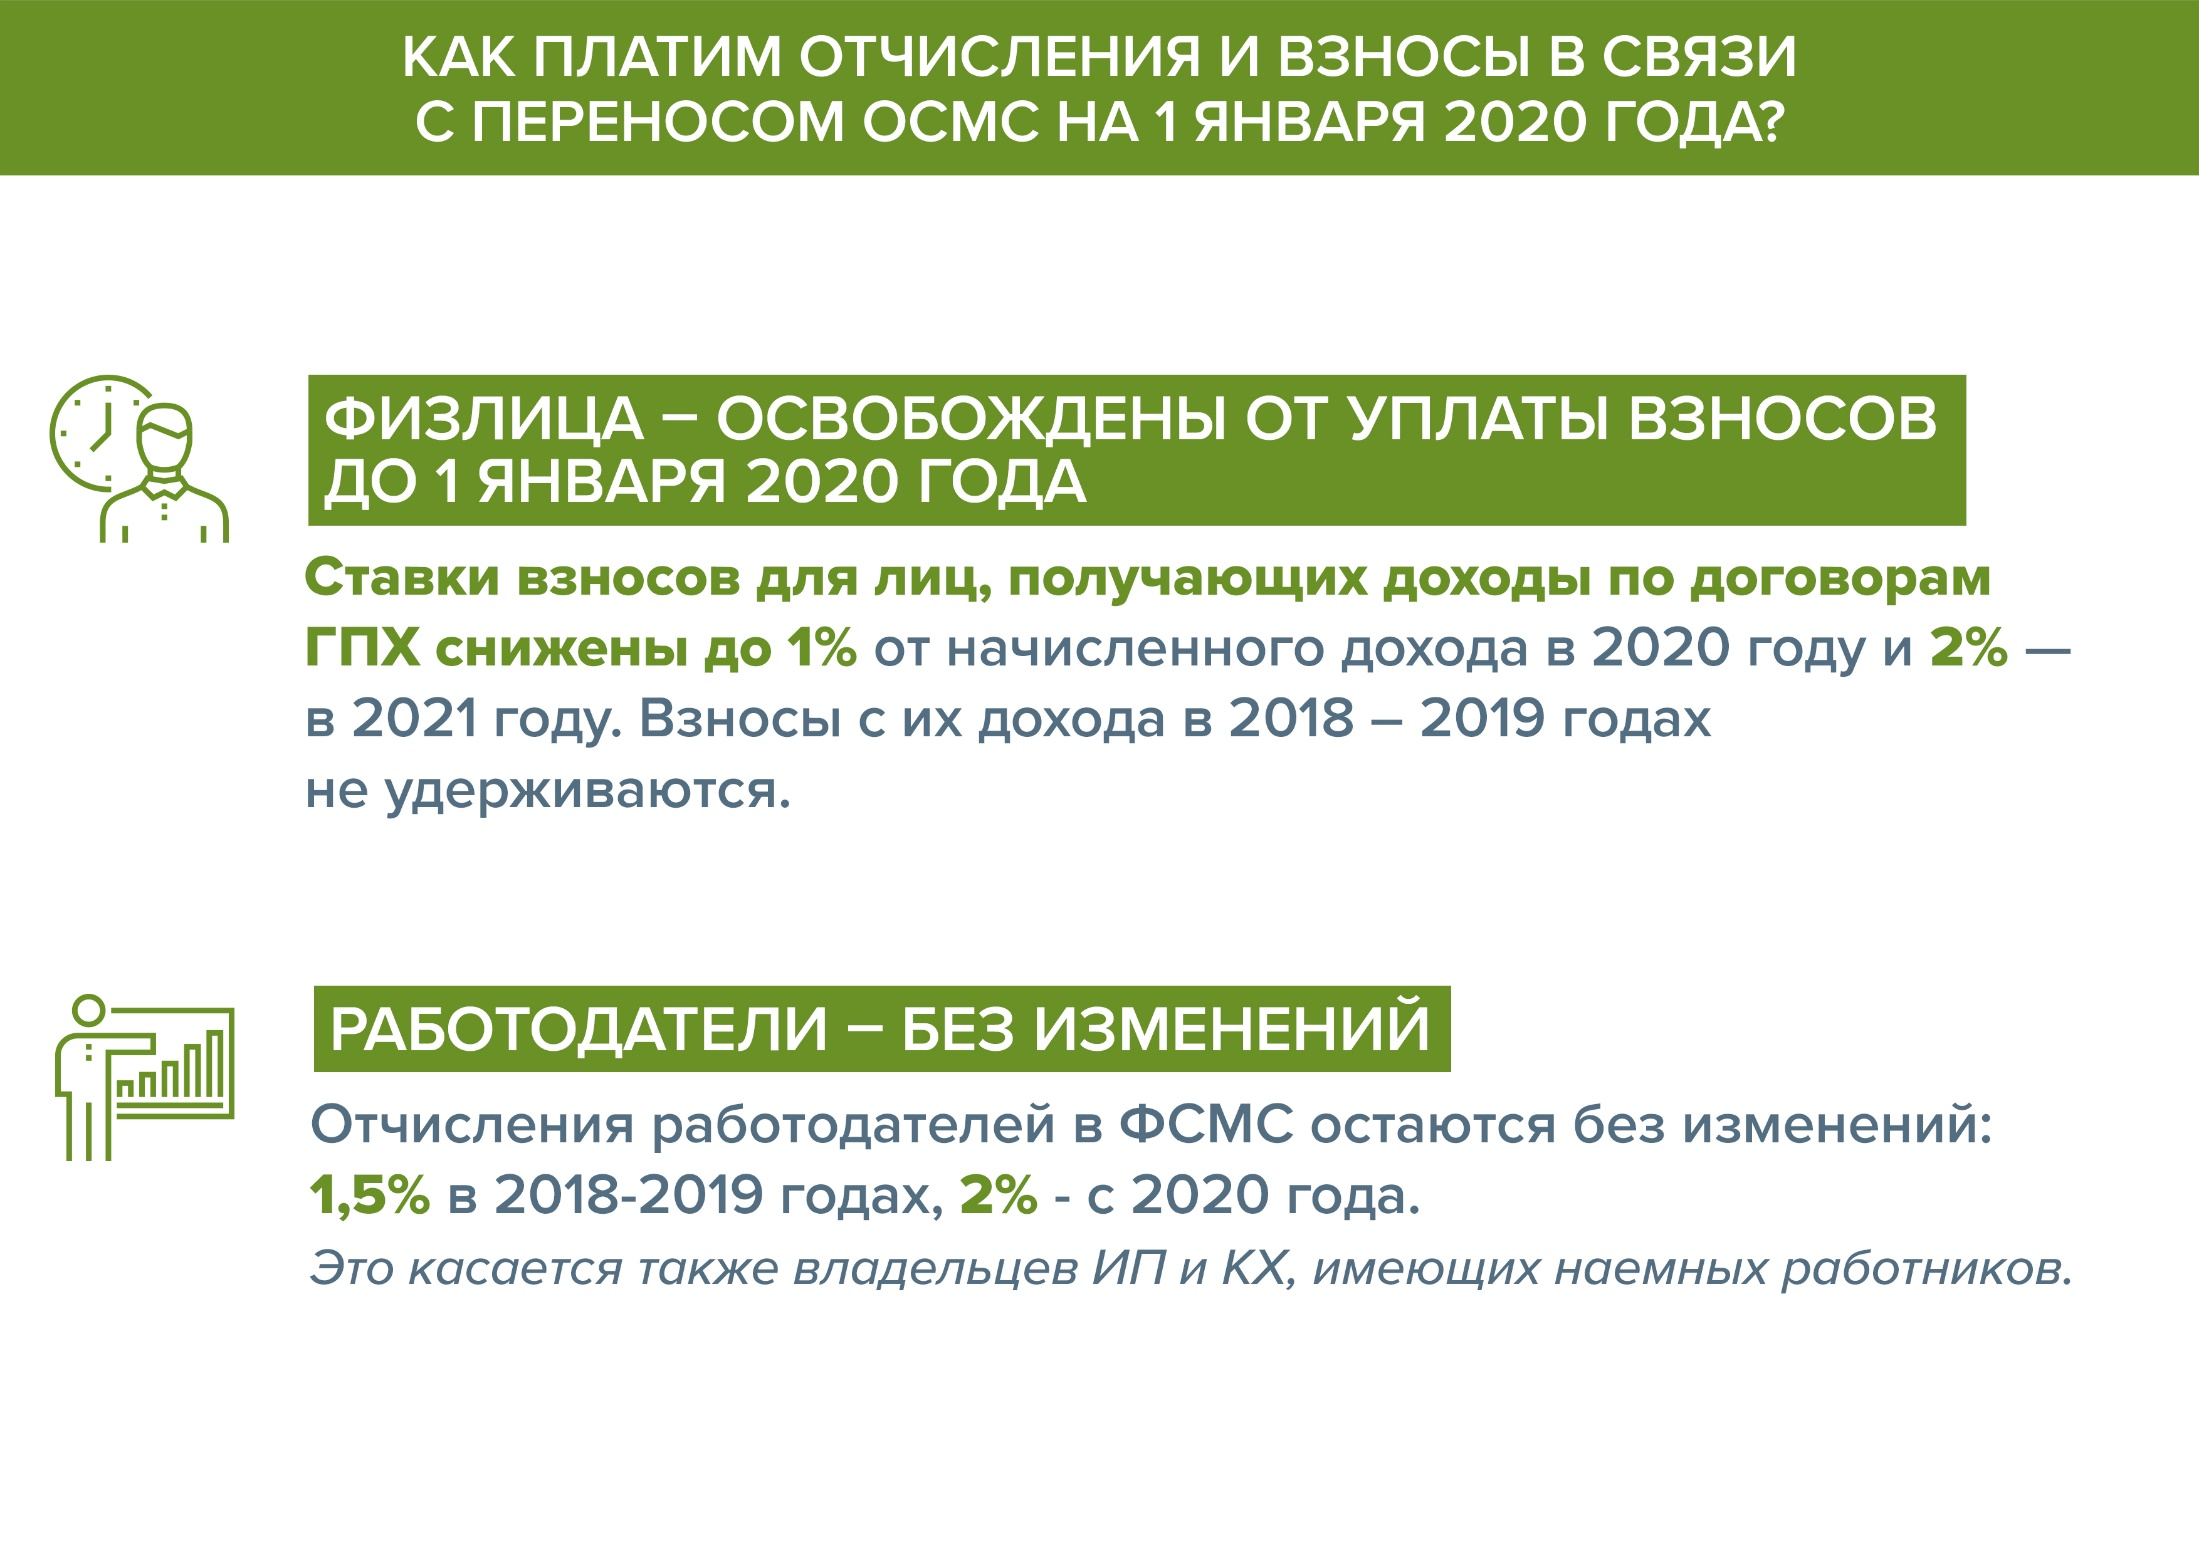 КАК ПЛАТИМ ОТЧИСЛЕНИЯ И ВЗНОСЫ В СВЯЗИ
С ПЕРЕНОСОМ ОСМС НА 1 ЯНВАРЯ 2020 ГОДА?
ФИЗЛИЦА – ОСВОБОЖДЕНЫ ОТ УПЛАТЫ ВЗНОСОВ
ДО 1 ЯНВАРЯ 2020 ГОДА
Ставки взносов для лиц, получающих доходы по договорам
ГПХ снижены до 1% от начисленного дохода в 2020 году и 2% —
в 2021 году. Взносы с их дохода в 2018 – 2019 годах
не удерживаются.
РАБОТОДАТЕЛИ – БЕЗ ИЗМЕНЕНИЙ
Отчисления работодателей в ФСМС остаются без изменений:
1,5% в 2018-2019 годах, 2% - с 2020 года.
Это касается также владельцев ИП и КХ, имеющих наемных работников.